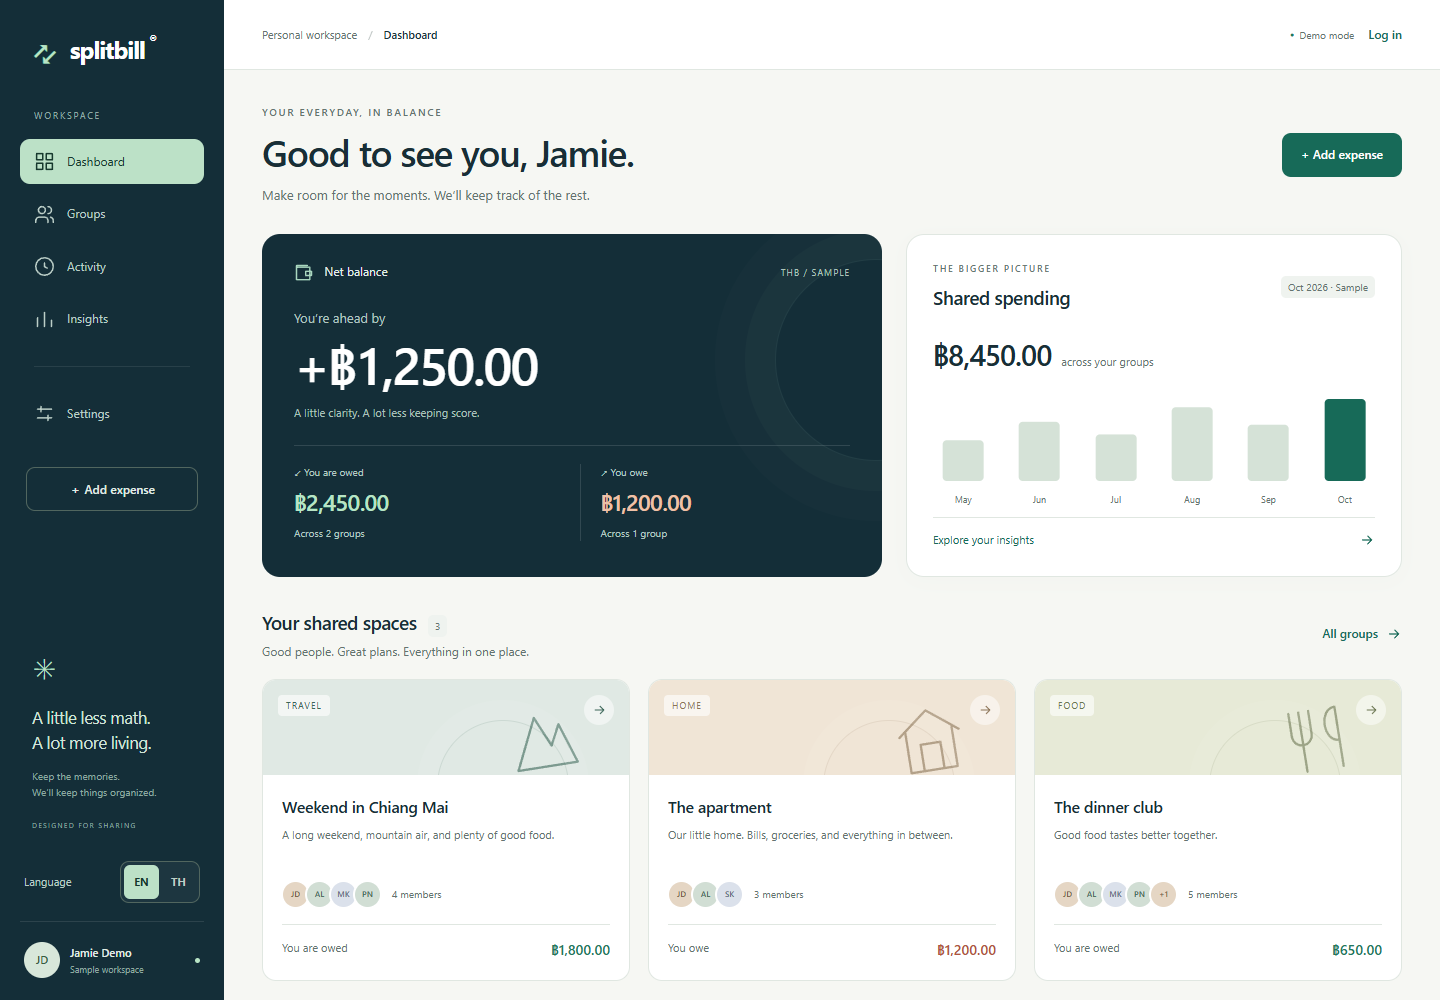 splitbill
WORKSPACE
Dashboard
Groups
Activity
Insights
Settings
+ Add expense
A little less math.
A lot more living.
Keep the memories.
We'll keep things organized.
DESIGNED FOR SHARING
Language
EN TH
JD
Jamie Demo
Sample workspace
Personal workspace / Dashboard
• Demo mode Log in
YOUR EVERYDAY, IN BALANCE
Good to see you, Jamie.
Make room for the moments. We'll keep track of the rest.
+ Add expense
Net balance
THB / SAMPLE
You're ahead by
+฿1,250.00
A little clarity. A lot less keeping score.
↙ You are owed
฿2,450.00
Across 2 groups
↗ You owe
฿1,200.00
Across 1 group
THE BIGGER PICTURE
Shared spending
Oct 2026 · Sample
฿8,450.00 across your groups
May Jun Jul Aug Sep Oct
Explore your insights →
Your shared spaces 3
Good people. Great plans. Everything in one place.
All groups →
TRAVEL →
Weekend in Chiang Mai
A long weekend, mountain air, and plenty of good food.
JD AL MK PN 4 members
You are owed ฿1,800.00
HOME →
The apartment
Our little home. Bills, groceries, and everything in between.
JD AL SK 3 members
You owe ฿1,200.00
FOOD →
The dinner club
Good food tastes better together.
JD AL MK PN +1 5 members
You are owed ฿650.00